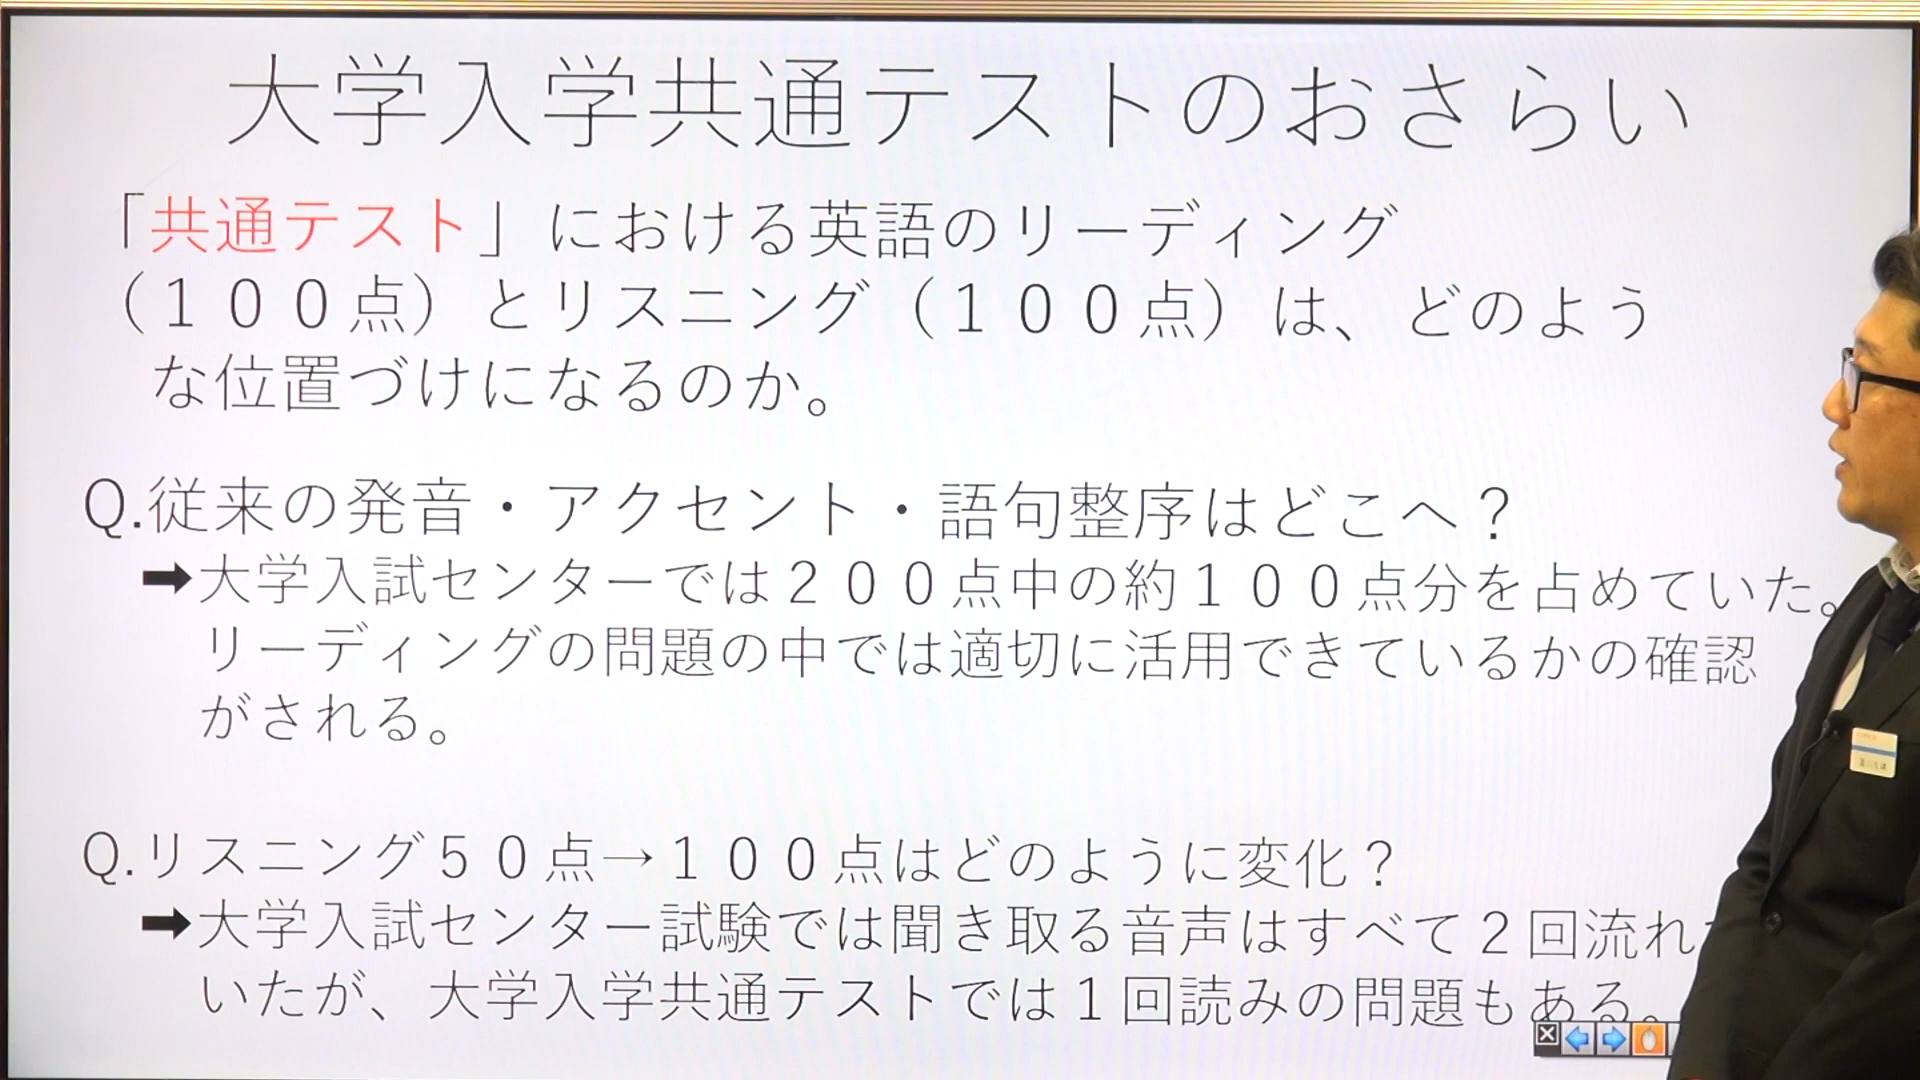 大学入学共通テストのおさらい
「共通テスト」における英語のリーディング
（１００点）とリスニング（１００点）は、どのよう
な位置づけになるのか。
Q.従来の発音・アクセント・語句整序はどこへ？
➡大学入試センターでは２００点中の約１００点分を占めていた。
リーディングの問題の中では適切に活用できているかの確認
がされる。
Q.リスニング５０点→１００点はどのように変化？
➡大学入試センター試験では聞き取る音声はすべて２回流れ
いたが、大学入学共通テストでは１回読みの問題もある。